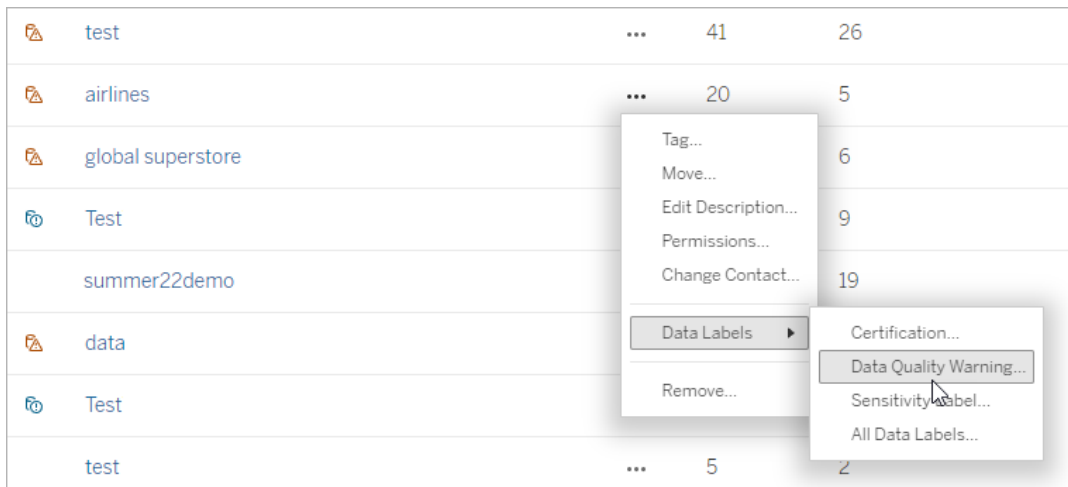 test ... 41 26
airlines ... 20 5
global superstore 6
Test 9
summer22demo 19
data
Test
test ... 5 2
Tag...
Move...
Edit Description...
Permissions...
Change Contact...
Data Labels
Remove...
Certification...
Data Quality Warning...
Sensitivity Label...
All Data Labels...